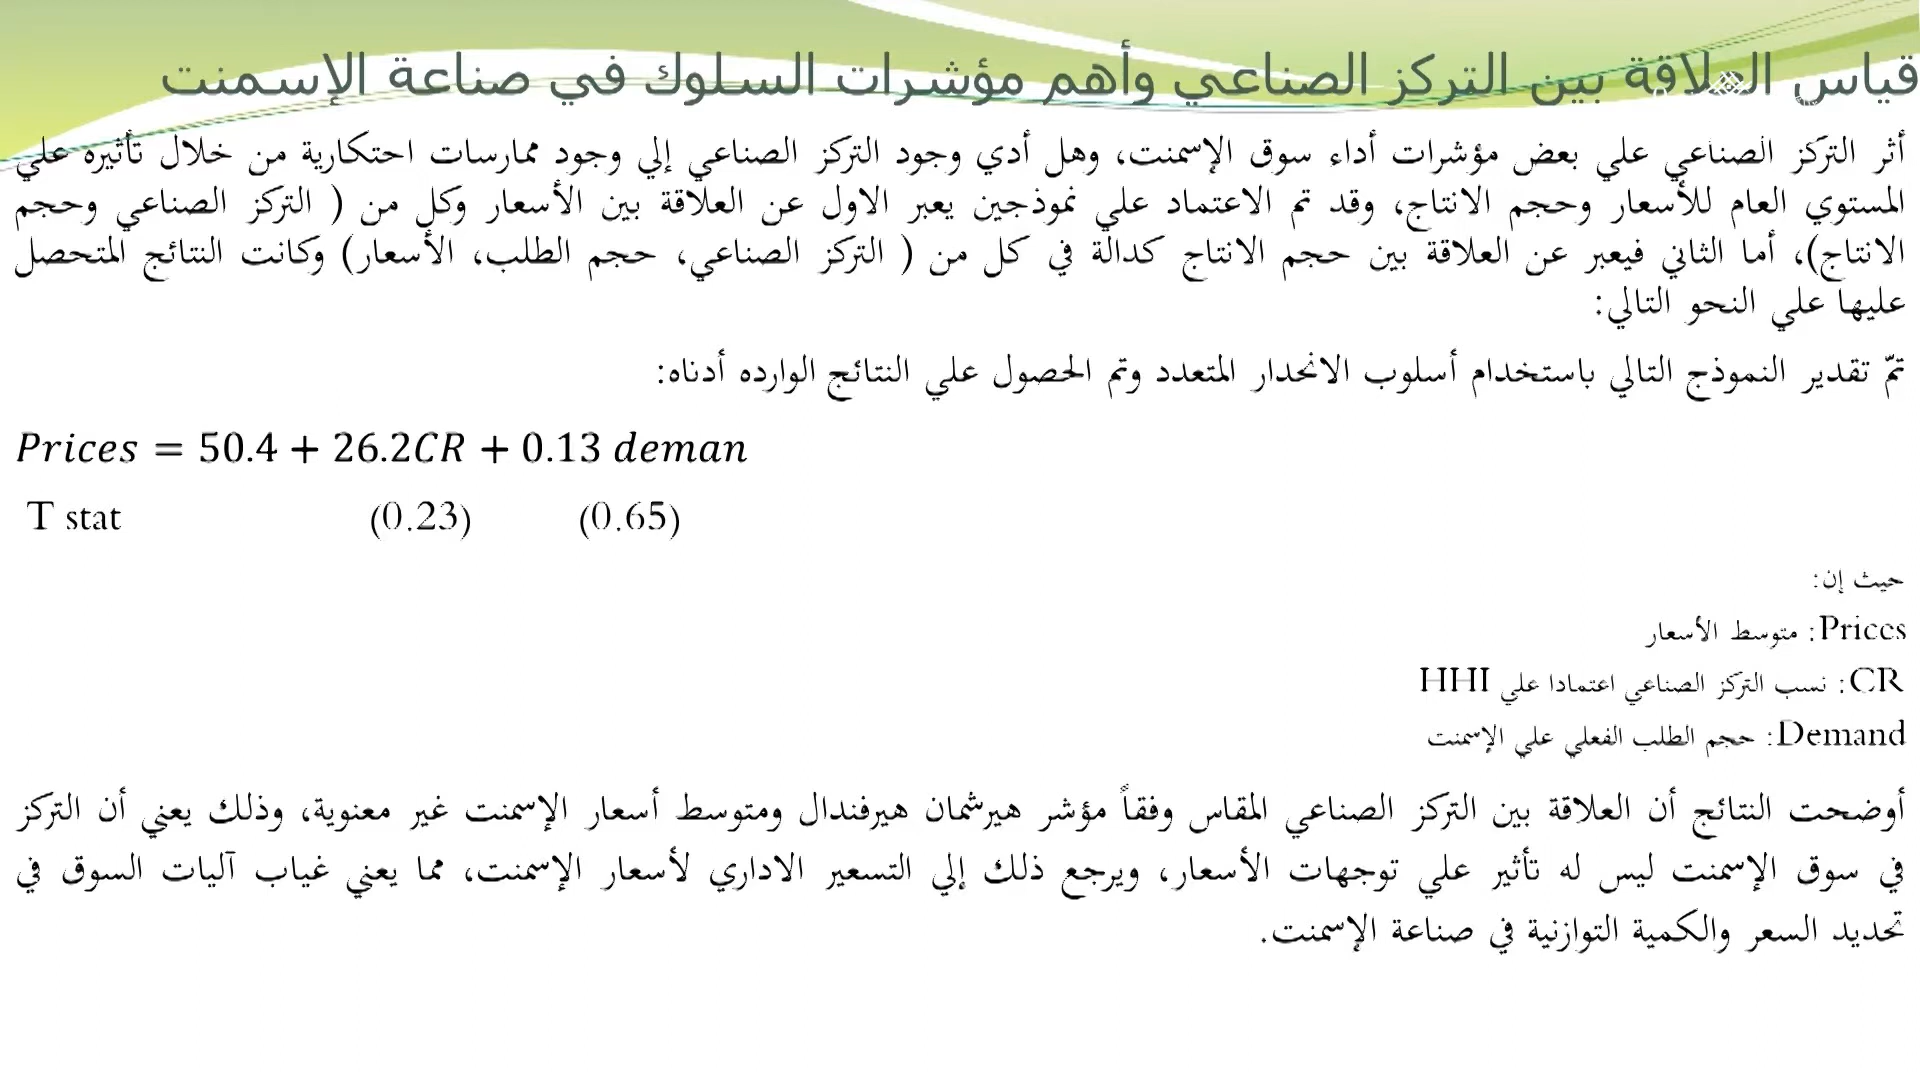 قياس العلاقة بين التركز الصناعي وأهم مؤشرات السلوك في صناعة الإسمنت
أثر التركز الصناعي علي بعض مؤشرات أداء سوق الإسمنت، وهل أدي وجود التركز الصناعي إلي وجود ممارسات احتكارية من خلال تأثيره علي
المستوي العام للأسعار وحجم الانتاج، وقد تم الاعتماد علي نموذجين يعبر الاول عن العلاقة بين الأسعار وكل من ( التركز الصناعي وحجم
الانتاج)، أما الثاني فيعبر عن العلاقة بين حجم الانتاج كدالة في كل من ( التركز الصناعي، حجم الطلب، الأسعار) وكانت النتائج المتحصل
عليها علي النحو التالي:
تمّ تقدير النموذج التالي باستخدام أسلوب الانحدار المتعدد وتم الحصول علي النتائج الوارده أدناه:
Prices = 50.4 + 26.2CR + 0.13 deman
T stat (0.23) (0.65)
حيث إن:
Prices: متوسط الأسعار
CR: نسب التركز الصناعي اعتمادا علي HHI
Demand: حجم الطلب الفعلي علي الإسمنت
أوضحت النتائج أن العلاقة بين التركز الصناعي المقاس وفقاً مؤشر هيرشمان هيرفندال ومتوسط أسعار الإسمنت غير معنوية، وذلك يعني أن التركز
في سوق الإسمنت ليس له تأثير علي توجهات الأسعار، ويرجع ذلك إلي التسعير الاداري لأسعار الإسمنت، مما يعني غياب آليات السوق في
تحديد السعر والكمية التوازنية في صناعة الإسمنت.